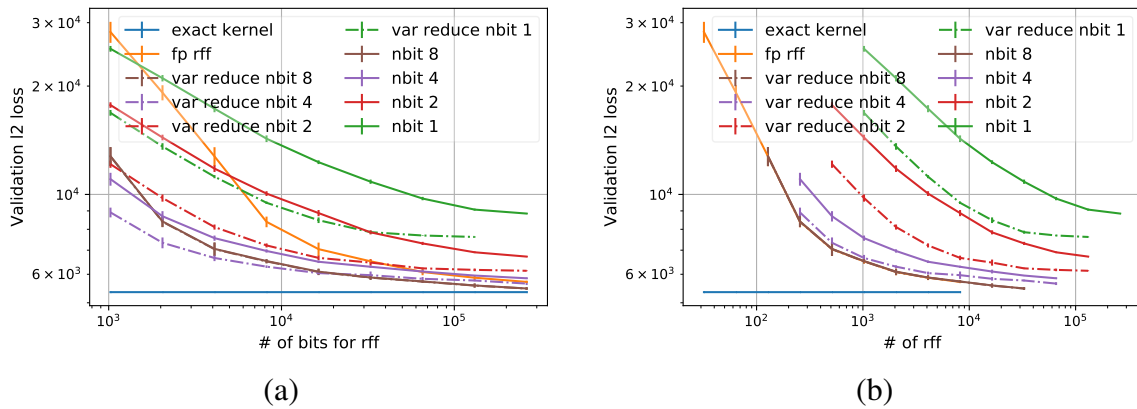 3 × 10⁴
2 × 10⁴
10⁴
6 × 10³
Validation l2 loss
exact kernel
fp rff
var reduce nbit 8
var reduce nbit 4
var reduce nbit 2
var reduce nbit 1
nbit 8
nbit 4
nbit 2
nbit 1
10³
10⁴
10⁵
# of bits for rff
(a)
3 × 10⁴
2 × 10⁴
10⁴
6 × 10³
Validation l2 loss
exact kernel
fp rff
var reduce nbit 8
var reduce nbit 4
var reduce nbit 2
var reduce nbit 1
nbit 8
nbit 4
nbit 2
nbit 1
10²
10³
10⁴
10⁵
# of rff
(b)